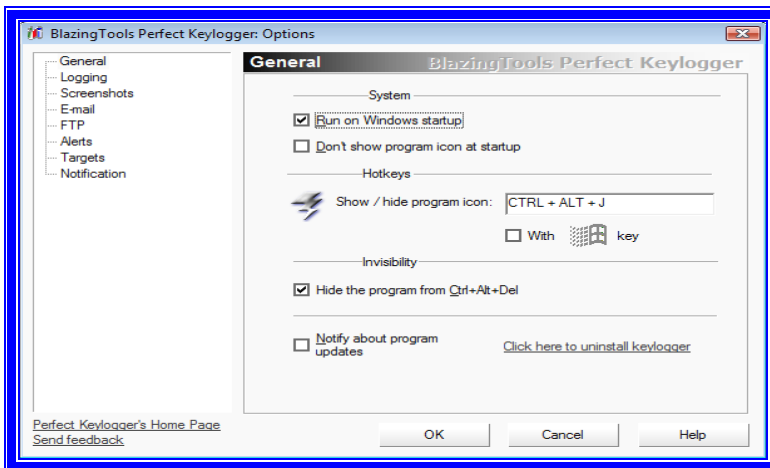 BlazingTools Perfect Keylogger: Options
General
Logging
Screenshots
E-mail
FTP
Alerts
Targets
Notification
General
BlazingTools Perfect Keylogger
System
Run on Windows startup
Don't show program icon at startup
Hotkeys
Show / hide program icon:
CTRL + ALT + J
With
key
Invisibility
Hide the program from Ctrl+Alt+Del
Notify about program
updates
Click here to uninstall keylogger
Perfect Keylogger's Home Page
Send feedback
OK
Cancel
Help